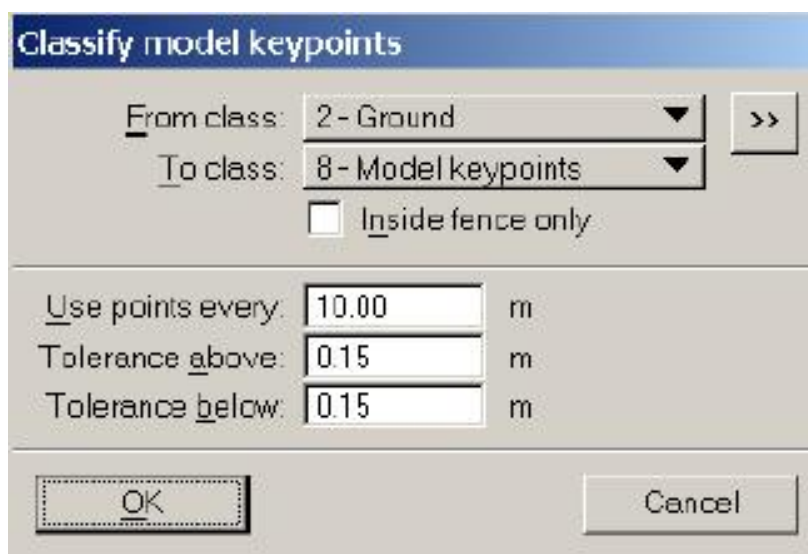 Classify model keypoints
From class: 2 - Ground >>
To class: 8 - Model keypoints
Inside fence only
Use points every: 10.00 m
Tolerance above: 0.15 m
Tolerance below: 0.15 m
OK Cancel